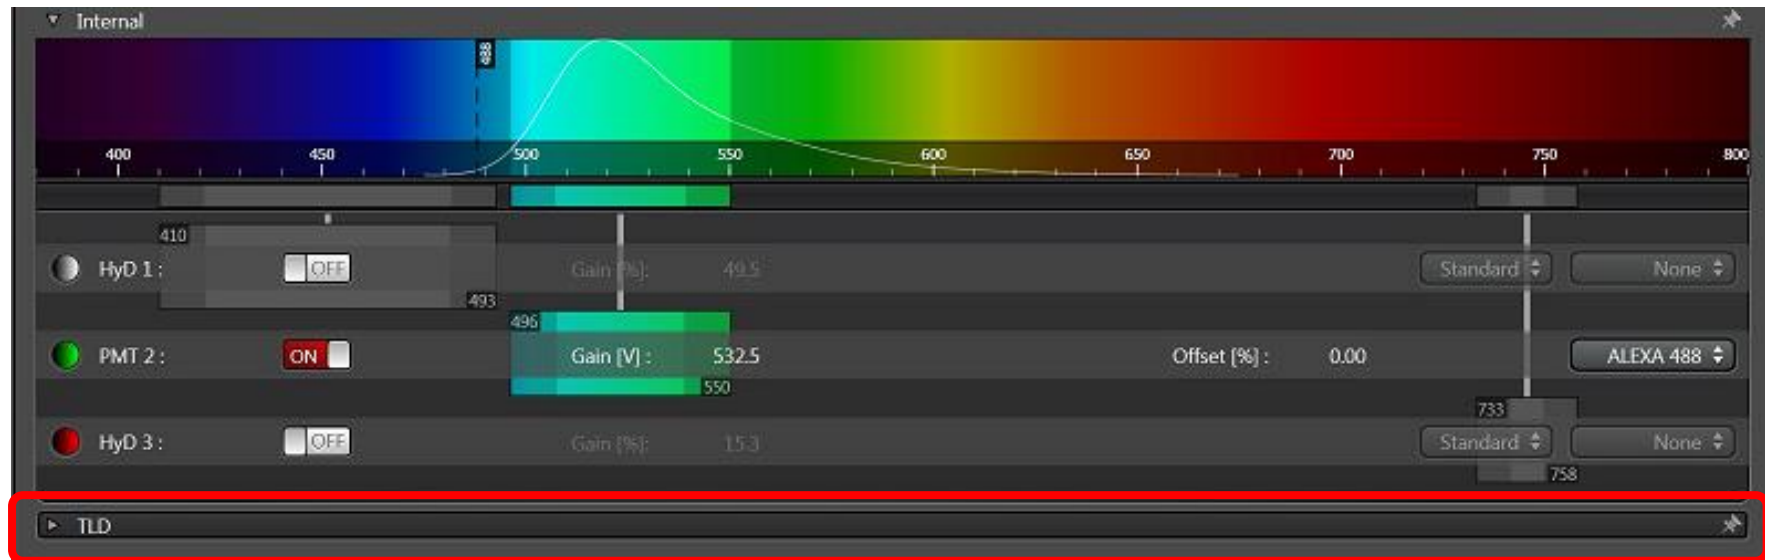 Internal
488
400 450 500 550 600 650 700 750 800
410
HyD 1 : OFF Gain [%]: 49.5 Standard None
493
496
PMT 2 : ON Gain [V] : 532.5 Offset [%] : 0.00 ALEXA 488
550
733
HyD 3 : OFF Gain [%]: 15.3 Standard None
758
TLD